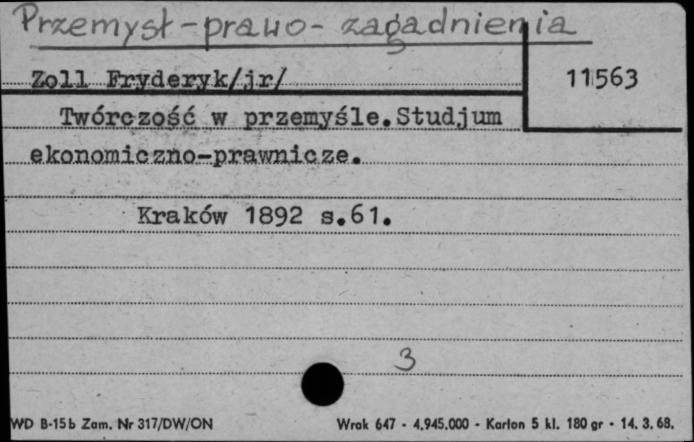 Przemysł - prawo - zagadnienia
Zoll Fryderyk/jr/
11563
Twórczość w przemyśle.Studjum
ekonomiczno-prawnicze.
Kraków 1892 s.61.
3
WD B-15b Zam. Nr 317/DW/ON
Wrak 647 - 4.945.000 - Karton 5 kl. 180 gr - 14. 3. 68.